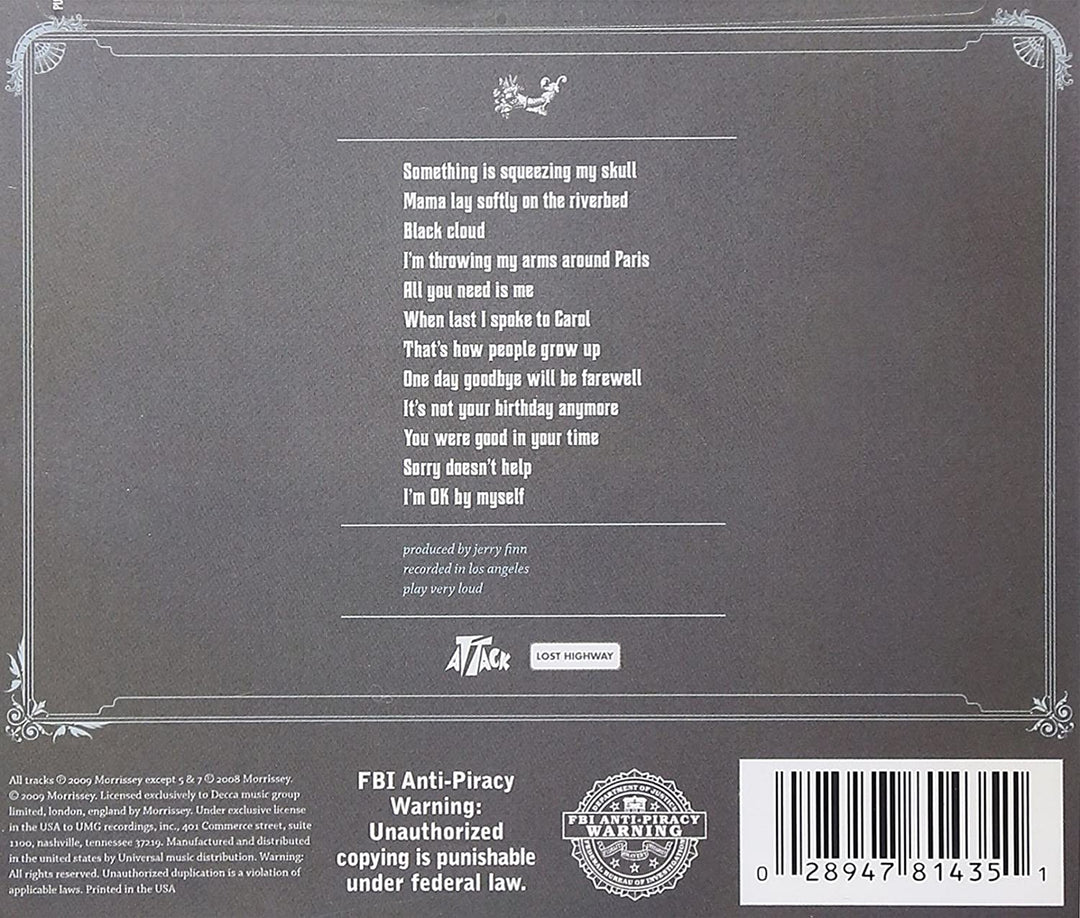 PU
Something is squeezing my skull
Mama lay softly on the riverbed
Black cloud
I'm throwing my arms around Paris
All you need is me
When last I spoke to Carol
That's how people grow up
One day goodbye will be farewell
It's not your birthday anymore
You were good in your time
Sorry doesn't help
I'm OK by myself
produced by jerry finn
recorded in los angeles
play very loud
ATTACK
LOST HIGHWAY
All tracks ℗ 2009 Morrissey except 5 & 7 ℗ 2008 Morrissey.
© 2009 Morrissey. Licensed exclusively to Decca music group
limited, london, england by Morrissey. Under exclusive license
in the USA to UMG recordings, inc., 401 Commerce street, suite
1100, nashville, tennessee 37219. Manufactured and distributed
in the united states by Universal music distribution. Warning:
All rights reserved. Unauthorized duplication is a violation of
applicable laws. Printed in the USA
FBI Anti-Piracy
Warning:
Unauthorized
copying is punishable
under federal law.
DEPARTMENT OF JUSTICE
FBI ANTI-PIRACY
WARNING
FEDERAL BUREAU OF INVESTIGATION
0 28947 81435 1